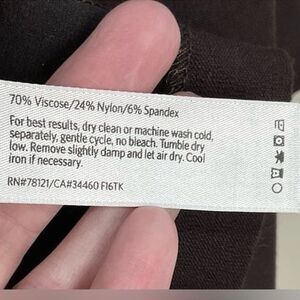 70% Viscose/24% Nylon/6% Spandex
For best results, dry clean or machine wash cold,
separately, gentle cycle, no bleach. Tumble dry
low. Remove slightly damp and let air dry. Cool
iron if necessary.
RN#78121/CA#34460 F16TK